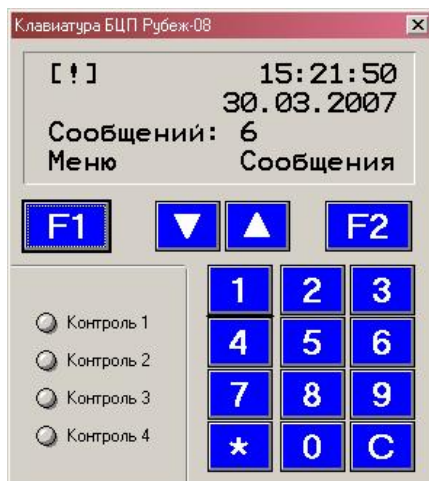 Клавиатура БЦП Рубеж-08
[!] 15:21:50
30.03.2007
Сообщений: 6
Меню Сообщения
F1 F2
1 2 3
Контроль 1
4 5 6
Контроль 2
7 8 9
Контроль 3
* 0 C
Контроль 4